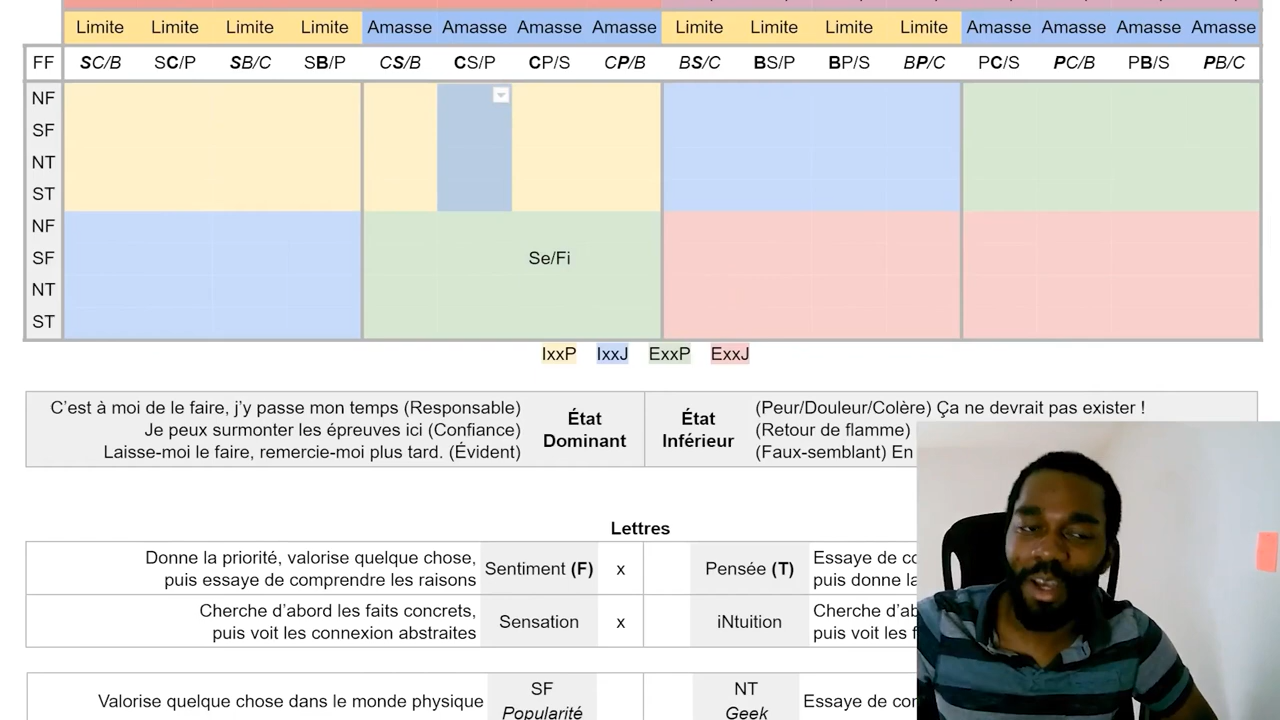 Limite Limite Limite Limite Amasse Amasse Amasse Amasse Limite Limite Limite Limite Amasse Amasse Amasse Amasse
FF SC/B SC/P SB/C SB/P CS/B CS/P CP/S CP/B BS/C BS/P BP/S BP/C PC/S PC/B PB/S PB/C
NF
SF
NT
ST
NF
SF Se/Fi
NT
ST
IxxP IxxJ ExxP ExxJ
C'est à moi de le faire, j'y passe mon temps (Responsable)
Je peux surmonter les épreuves ici (Confiance)
Laisse-moi le faire, remercie-moi plus tard. (Évident)
État
Dominant
État
Inférieur
(Peur/Douleur/Colère) Ça ne devrait pas exister !
(Retour de flamme)
(Faux-semblant) En
Lettres
Donne la priorité, valorise quelque chose,
puis essaye de comprendre les raisons
Sentiment (F) x
Pensée (T)
Essaye de co
puis donne la
Cherche d'abord les faits concrets,
puis voit les connexion abstraites
Sensation x
iNtuition
Cherche d'ab
puis voit les f
Valorise quelque chose dans le monde physique
SF
Popularité
NT
Geek
Essaye de con